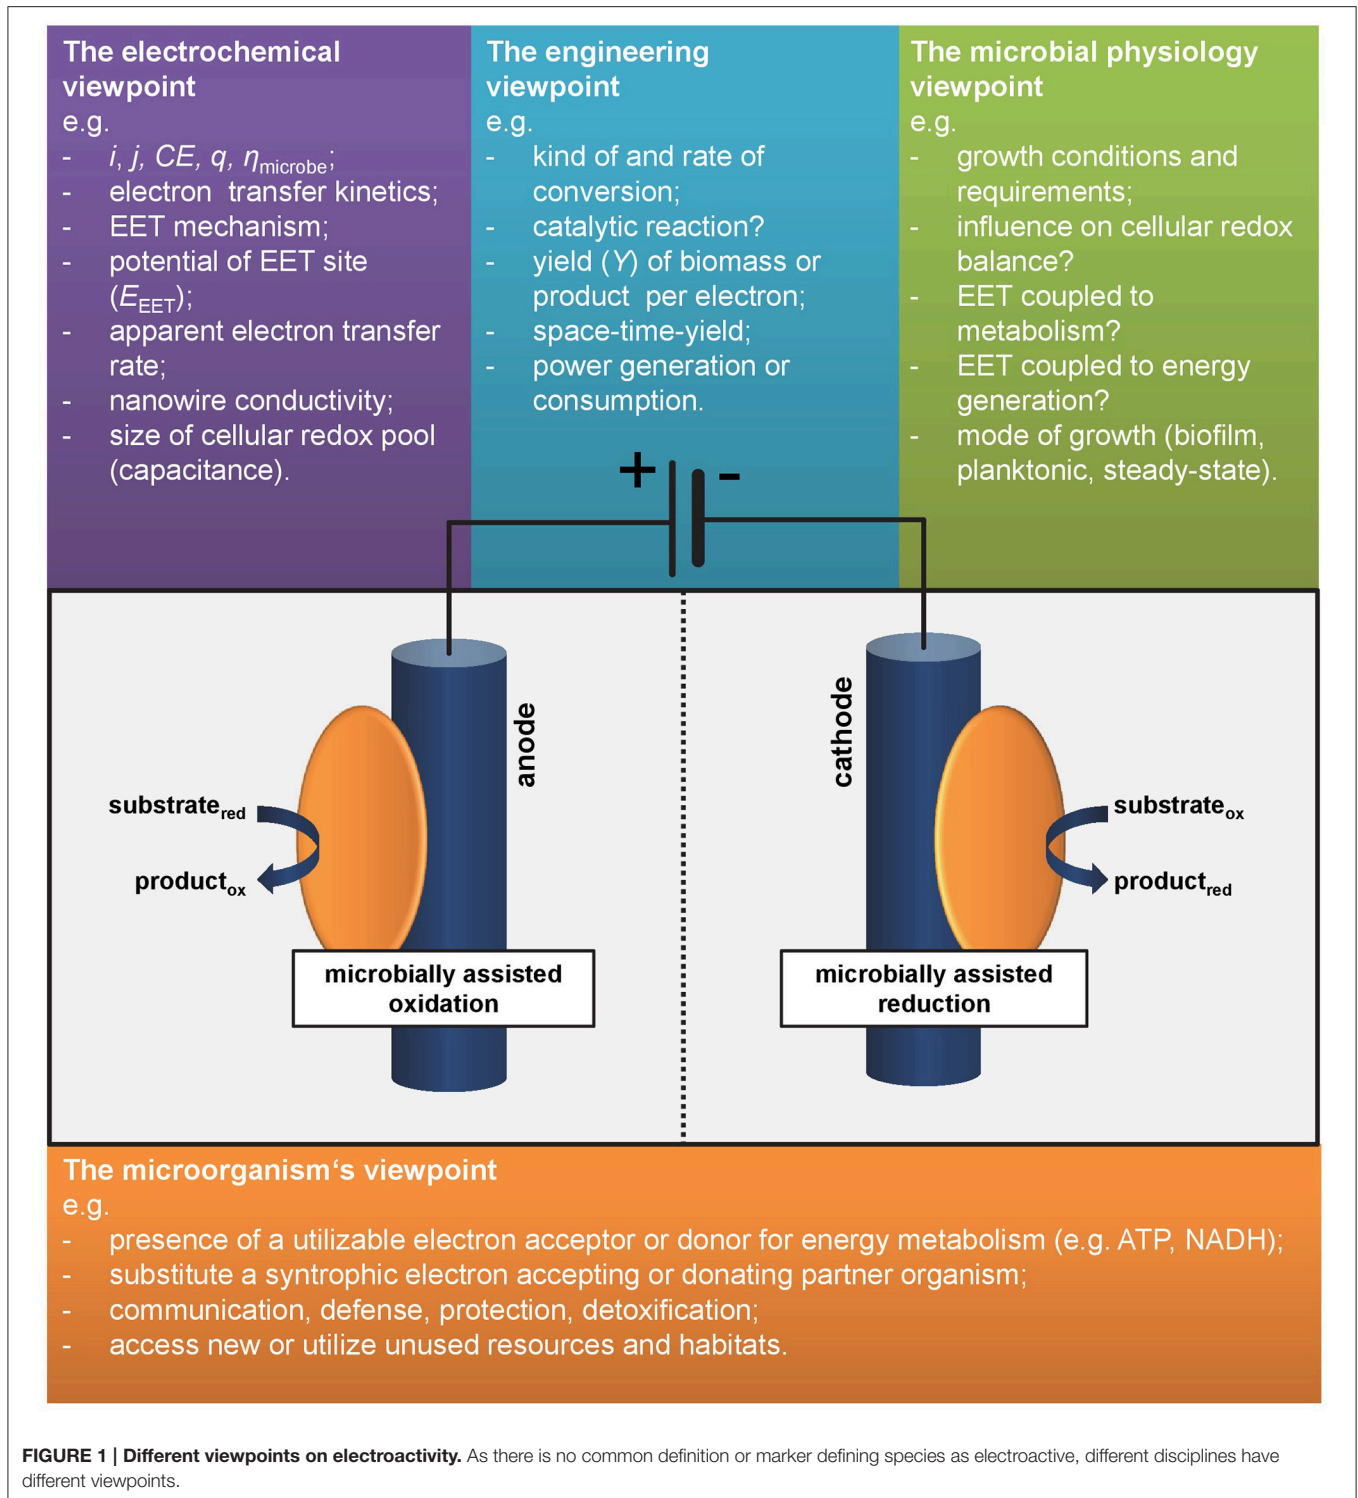 The electrochemical
viewpoint
e.g.
- i, j, CE, q, ηmicrobe;
- electron transfer kinetics;
- EET mechanism;
- potential of EET site
(EEET);
- apparent electron transfer
rate;
- nanowire conductivity;
- size of cellular redox pool
(capacitance).
The engineering
viewpoint
e.g.
- kind of and rate of
conversion;
- catalytic reaction?
- yield (Y) of biomass or
product per electron;
- space-time-yield;
- power generation or
consumption.
The microbial physiology
viewpoint
e.g.
- growth conditions and
requirements;
- influence on cellular redox
balance?
- EET coupled to
metabolism?
- EET coupled to energy
generation?
- mode of growth (biofilm,
planktonic, steady-state).
+ -
anode
substratered
productox
microbially assisted
oxidation
cathode
substrateox
productred
microbially assisted
reduction
The microorganism‘s viewpoint
e.g.
- presence of a utilizable electron acceptor or donor for energy metabolism (e.g. ATP, NADH);
- substitute a syntrophic electron accepting or donating partner organism;
- communication, defense, protection, detoxification;
- access new or utilize unused resources and habitats.
FIGURE 1 | Different viewpoints on electroactivity. As there is no common definition or marker defining species as electroactive, different disciplines have
different viewpoints.